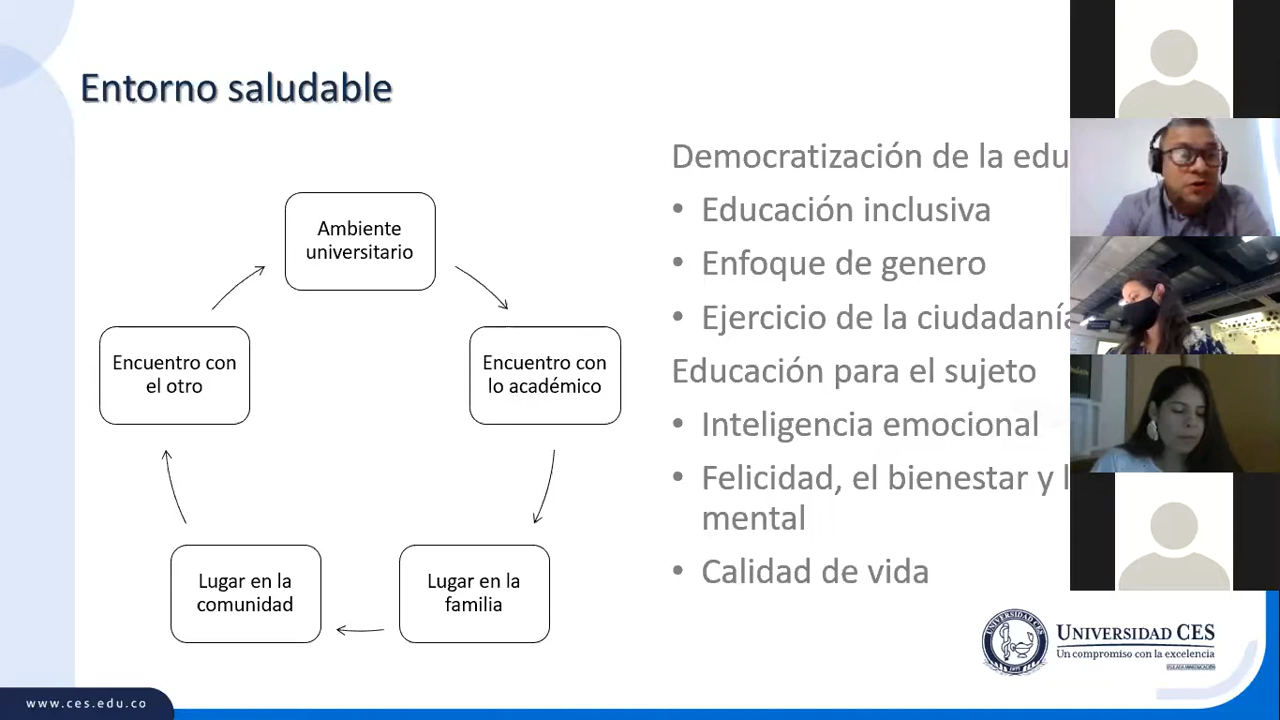 Entorno saludable
Ambiente
universitario
Encuentro con
lo académico
Lugar en la
familia
Lugar en la
comunidad
Encuentro con
el otro
Democratización de la edu
• Educación inclusiva
• Enfoque de genero
• Ejercicio de la ciudadanía
Educación para el sujeto
• Inteligencia emocional
• Felicidad, el bienestar y l
mental
• Calidad de vida
UNIVERSIDAD CES
Un compromiso con la excelencia
www.ces.edu.co